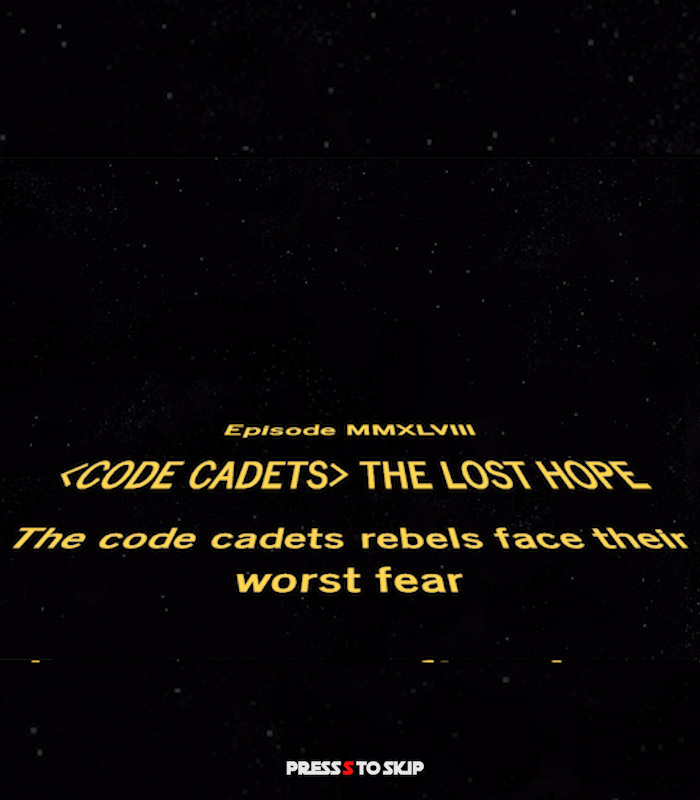 Episode MMXLVIII
<CODE CADETS> THE LOST HOPE
The code cadets rebels face their
worst fear
PRESS S TO SKIP